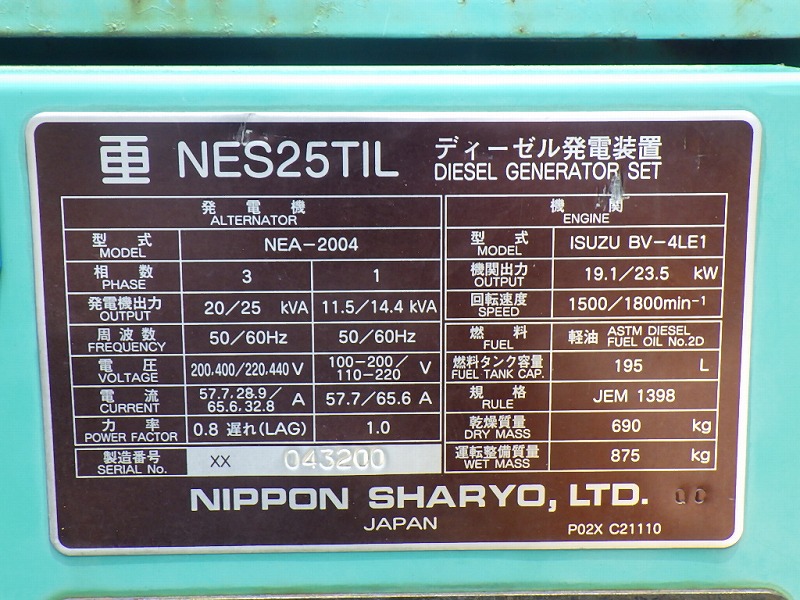 NES25TIL
ディーゼル発電装置
DIESEL GENERATOR SET
発電機
ALTERNATOR
型式
MODEL
NEA-2004
相数
PHASE
3
1
発電機出力
OUTPUT
20/25 kVA
11.5/14.4 kVA
周波数
FREQUENCY
50/60Hz
50/60Hz
電圧
VOLTAGE
200,400/220,440 V
100-200/
110-220
V
電流
CURRENT
57.7,28.9/
65.6,32.8
A
57.7/65.6 A
力率
POWER FACTOR
0.8 遅れ(LAG)
1.0
製造番号
SERIAL No.
XX 043200
機関
ENGINE
型式
MODEL
ISUZU BV-4LE1
機関出力
OUTPUT
19.1/23.5 kW
回転速度
SPEED
1500/1800min⁻¹
燃料
FUEL
軽油 ASTM DIESEL
FUEL OIL No.2D
燃料タンク容量
FUEL TANK CAP.
195 L
規格
RULE
JEM 1398
乾燥質量
DRY MASS
690 kg
運転整備質量
WET MASS
875 kg
NIPPON SHARYO, LTD.
JAPAN
P02X C21110